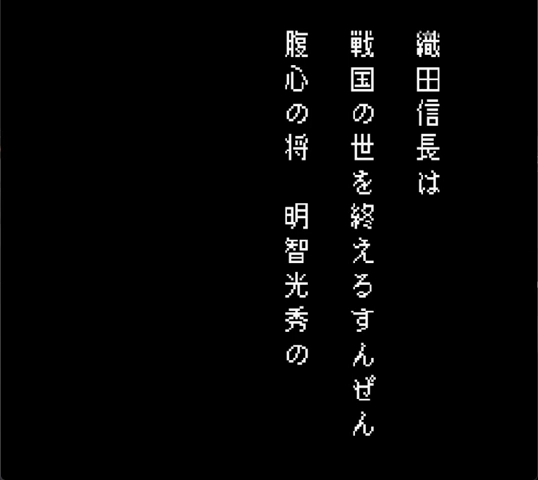 織田信長は
戦国の世を終えるすんぜん
腹心の将　明智光秀の